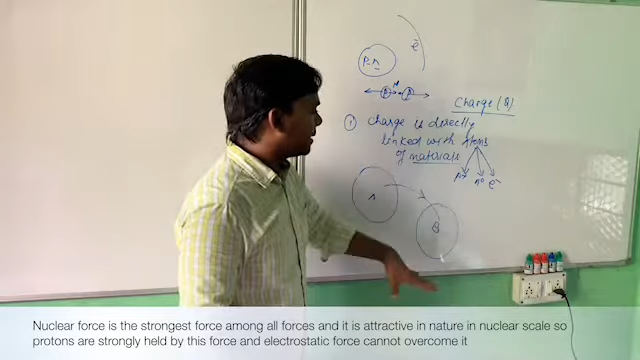 P n
e⁻
P P
Charge (Q)
① Charge is directly
linked with atoms
of materials
p⁺ n⁰ e⁻
A
B
Nuclear force is the strongest force among all forces and it is attractive in nature in nuclear scale so
protons are strongly held by this force and electrostatic force cannot overcome it